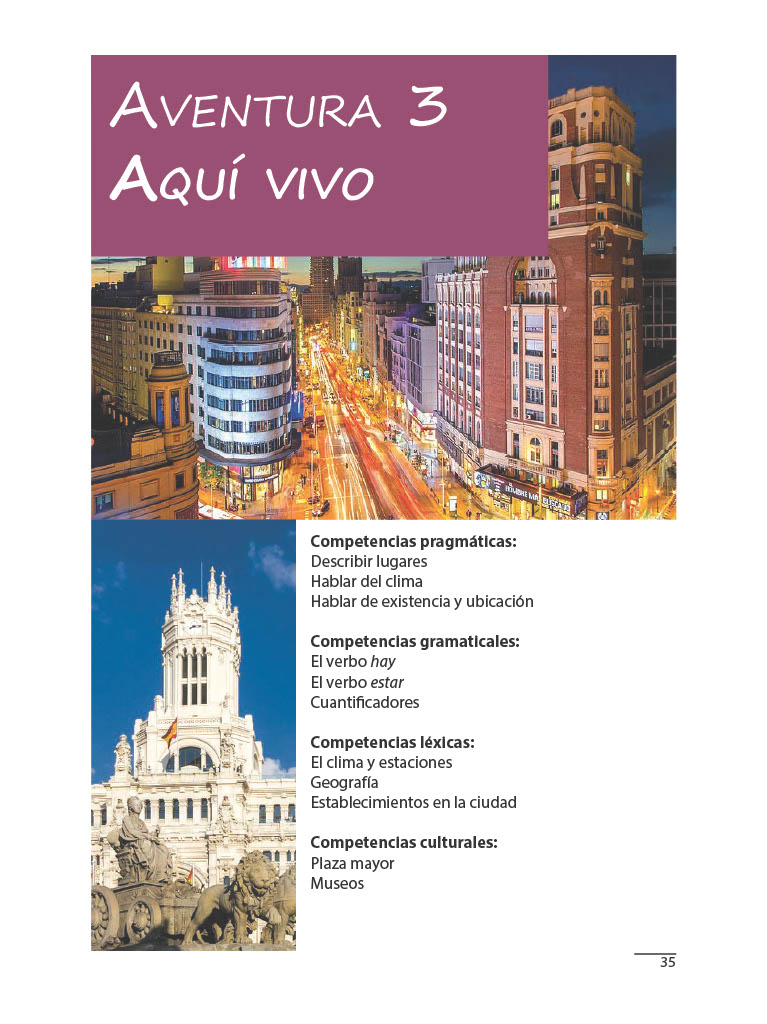 AVENTURA 3
AQUÍ VIVO
Competencias pragmáticas:
Describir lugares
Hablar del clima
Hablar de existencia y ubicación
Competencias gramaticales:
El verbo hay
El verbo estar
Cuantificadores
Competencias léxicas:
El clima y estaciones
Geografía
Establecimientos en la ciudad
Competencias culturales:
Plaza mayor
Museos
35